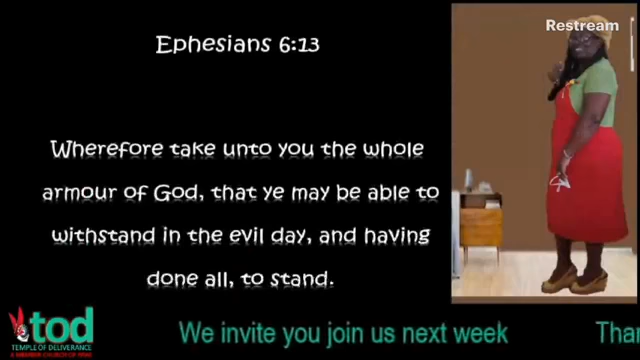 Ephesians 6:13
Restream
Wherefore take unto you the whole
armour of God, that ye may be able to
withstand in the evil day, and having
done all, to stand.
tod
TEMPLE OF DELIVERANCE
We invite you join us next week